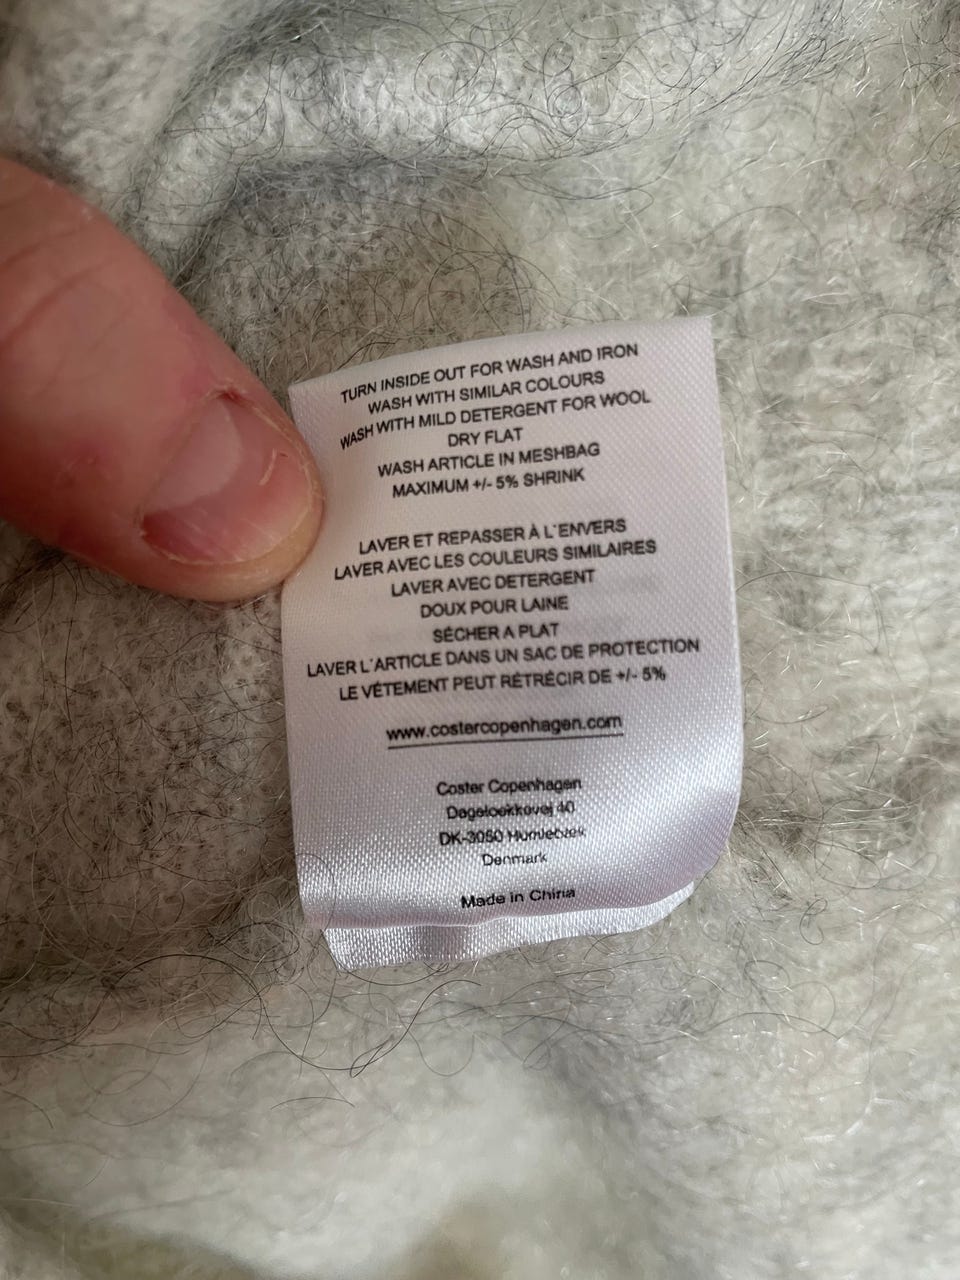 TURN INSIDE OUT FOR WASH AND IRON
WASH WITH SIMILAR COLOURS
WASH WITH MILD DETERGENT FOR WOOL
DRY FLAT
WASH ARTICLE IN MESHBAG
MAXIMUM +/- 5% SHRINK
LAVER ET REPASSER À L´ENVERS
LAVER AVEC LES COULEURS SIMILAIRES
LAVER AVEC DETERGENT
DOUX POUR LAINE
SÉCHER A PLAT
LAVER L´ARTICLE DANS UN SAC DE PROTECTION
LE VÉTEMENT PEUT RÉTRÉCIR DE +/- 5%
www.costercopenhagen.com
Coster Copenhagen
40
DK-3050 Humlebæk
Denmark
Made in China